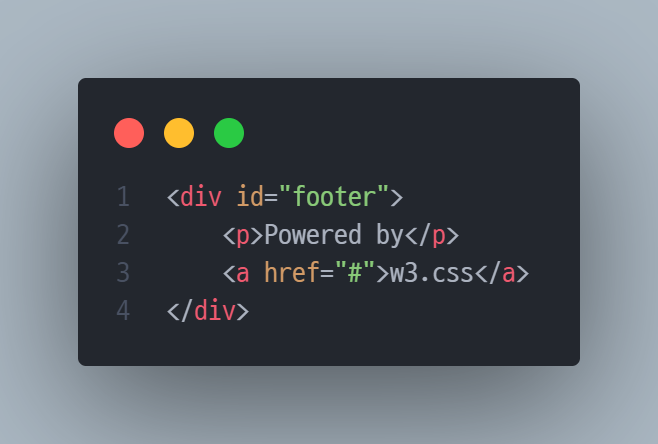 1 <div id="footer">
2     <p>Powered by</p>
3     <a href="#">w3.css</a>
4 </div>